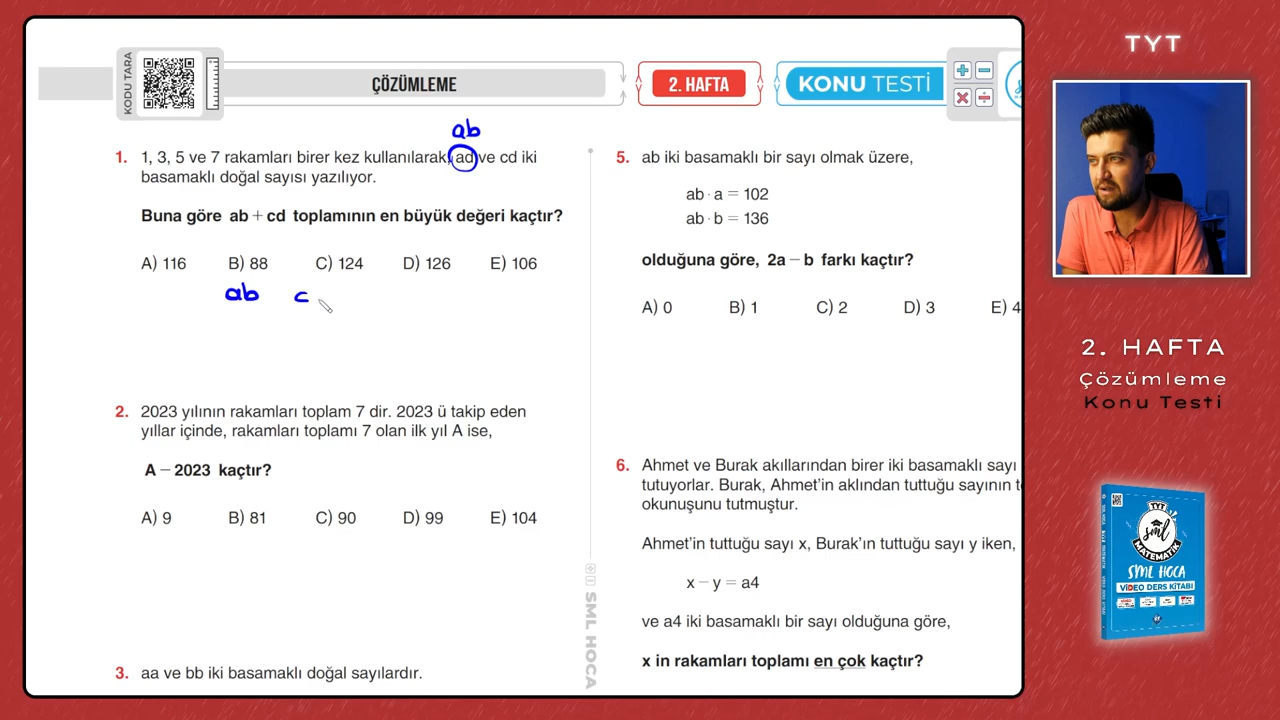 KODU TARA
ÇÖZÜMLEME
2. HAFTA
KONU TESTİ
ab
1. 1, 3, 5 ve 7 rakamları birer kez kullanılarak, ad ve cd iki
basamaklı doğal sayısı yazılıyor.
Buna göre ab + cd toplamının en büyük değeri kaçtır?
A) 116 B) 88 C) 124 D) 126 E) 106
ab c
2. 2023 yılının rakamları toplam 7 dir. 2023 ü takip eden
yıllar içinde, rakamları toplamı 7 olan ilk yıl A ise,
A – 2023 kaçtır?
A) 9 B) 81 C) 90 D) 99 E) 104
3. aa ve bb iki basamaklı doğal sayılardır.
SML HOCA
5. ab iki basamaklı bir sayı olmak üzere,
ab · a = 102
ab · b = 136
olduğuna göre, 2a – b farkı kaçtır?
A) 0 B) 1 C) 2 D) 3 E) 4
6. Ahmet ve Burak akıllarından birer iki basamaklı sayı
tutuyorlar. Burak, Ahmet'in aklından tuttuğu sayının t
okunuşunu tutmuştur.
Ahmet'in tuttuğu sayı x, Burak'ın tuttuğu sayı y iken,
x – y = a4
ve a4 iki basamaklı bir sayı olduğuna göre,
x in rakamları toplamı en çok kaçtır?
TYT
2. HAFTA
Çözümleme
Konu Testi
TYT
sml
MATEMATİK
SML HOCA
VİDEO DERS KİTABI